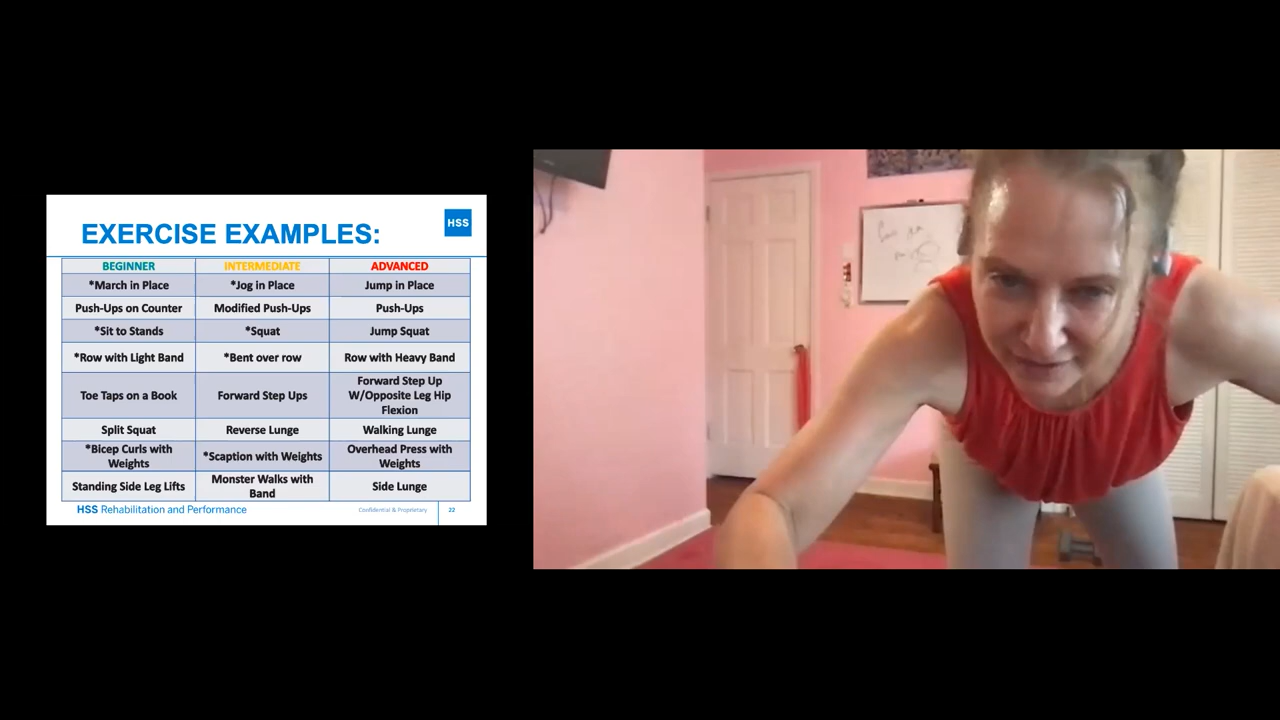 EXERCISE EXAMPLES:
HSS
BEGINNER INTERMEDIATE ADVANCED
*March in Place *Jog in Place Jump in Place
Push-Ups on Counter Modified Push-Ups Push-Ups
*Sit to Stands *Squat Jump Squat
*Row with Light Band *Bent over row Row with Heavy Band
Toe Taps on a Book Forward Step Ups Forward Step Up
W/Opposite Leg Hip
Flexion
Split Squat Reverse Lunge Walking Lunge
*Bicep Curls with
Weights
*Scaption with Weights
Overhead Press with
Weights
Standing Side Leg Lifts
Monster Walks with
Band
Side Lunge
HSS Rehabilitation and Performance
Confidential & Proprietary
22